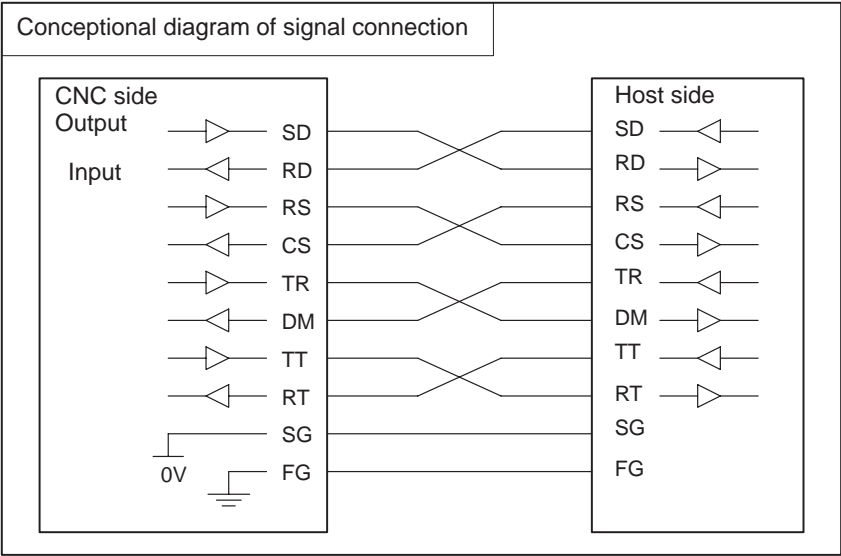 Conceptional diagram of signal connection
CNC side
Output
Input
SD
RD
RS
CS
TR
DM
TT
RT
SG
FG
0V
Host side
SD
RD
RS
CS
TR
DM
TT
RT
SG
FG